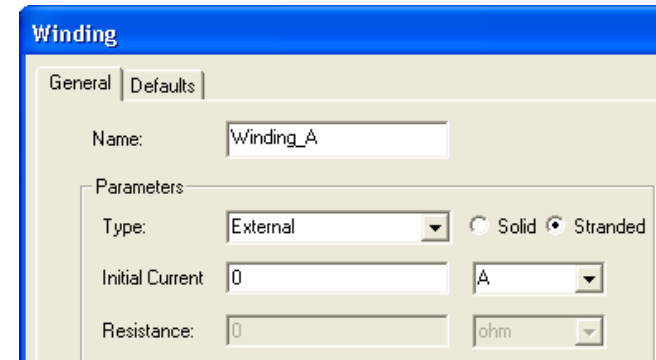 Winding
General Defaults
Name: Winding_A
Parameters
Type: External Solid Stranded
Initial Current 0 A
Resistance: 0 ohm